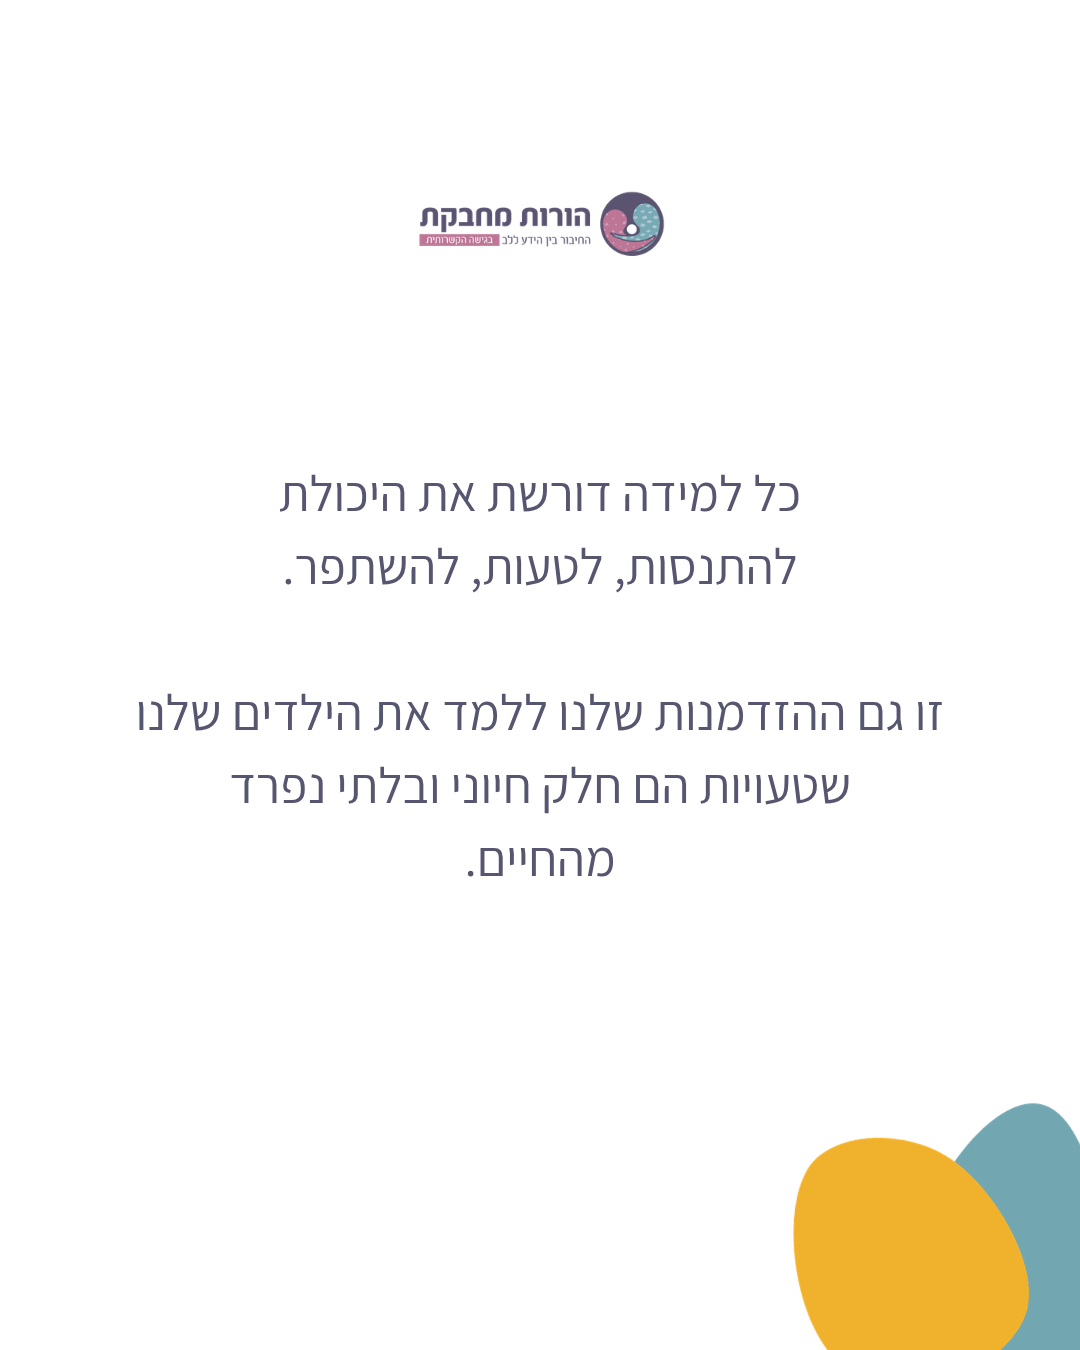 הורות מחבקת
החיבור בין הידע ללב בגישה הקשרותית
כל למידה דורשת את היכולת
להתנסות, לטעות, להשתפר.
זו גם ההזדמנות שלנו ללמד את הילדים שלנו
שטעויות הם חלק חיוני ובלתי נפרד
מהחיים.